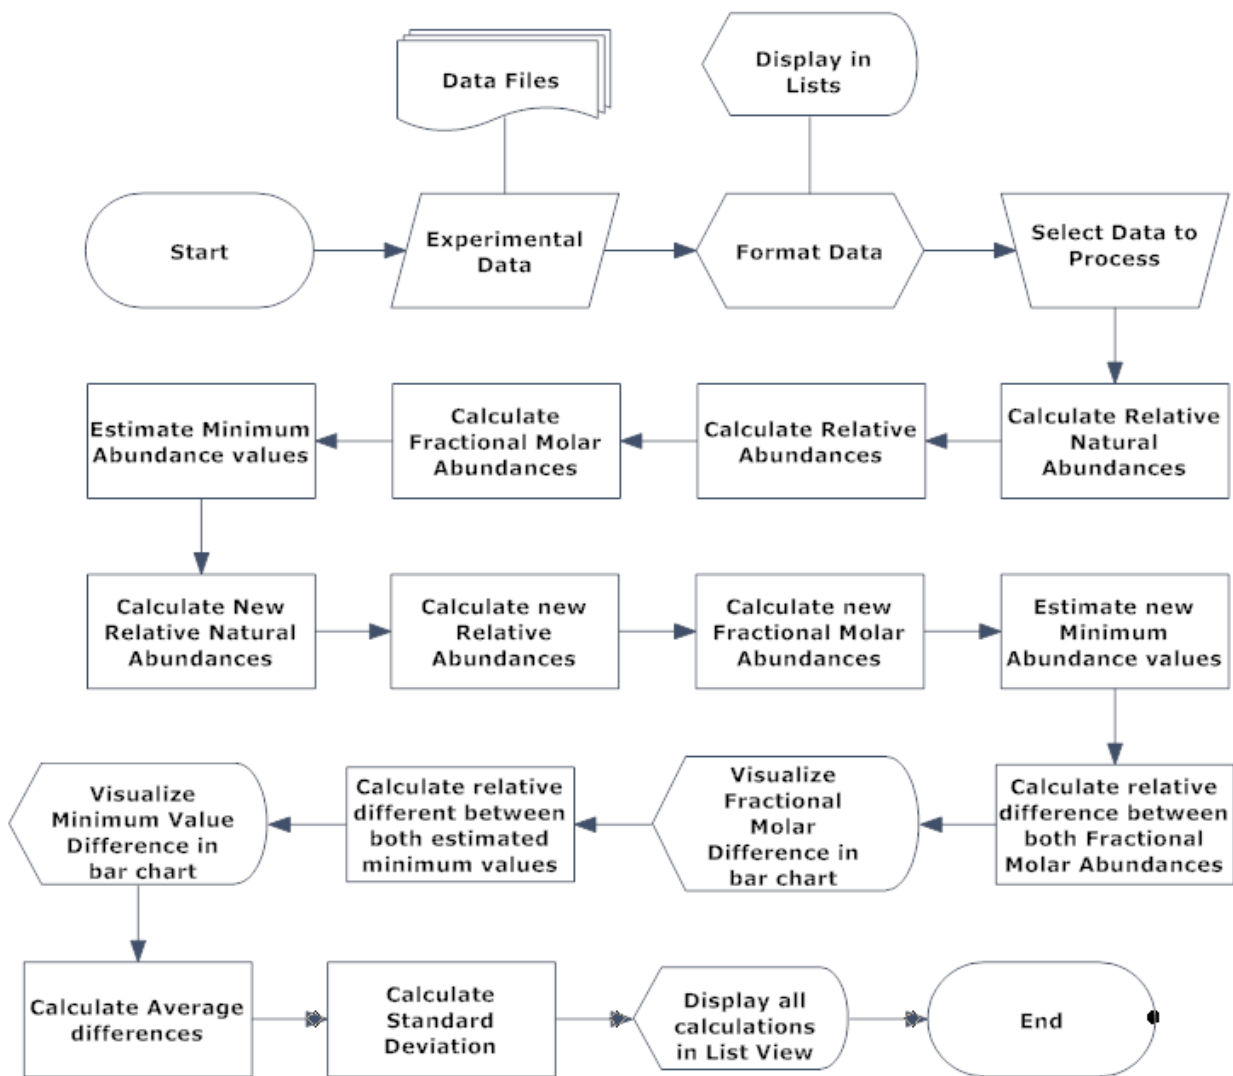 Data Files
Display in
Lists
Start
Experimental
Data
Format Data
Select Data to
Process
Estimate Minimum
Abundance values
Calculate
Fractional Molar
Abundances
Calculate Relative
Abundances
Calculate Relative
Natural
Abundances
Calculate New
Relative Natural
Abundances
Calculate new
Relative
Abundances
Calculate new
Fractional Molar
Abundances
Estimate new
Minimum
Abundance values
Visualize
Minimum Value
Difference in
bar chart
Calculate relative
different between
both estimated
minimum values
Visualize
Fractional
Molar
Difference in
bar chart
Calculate relative
difference between
both Fractional
Molar Abundances
Calculate Average
differences
Calculate
Standard
Deviation
Display all
calculations
in List View
End